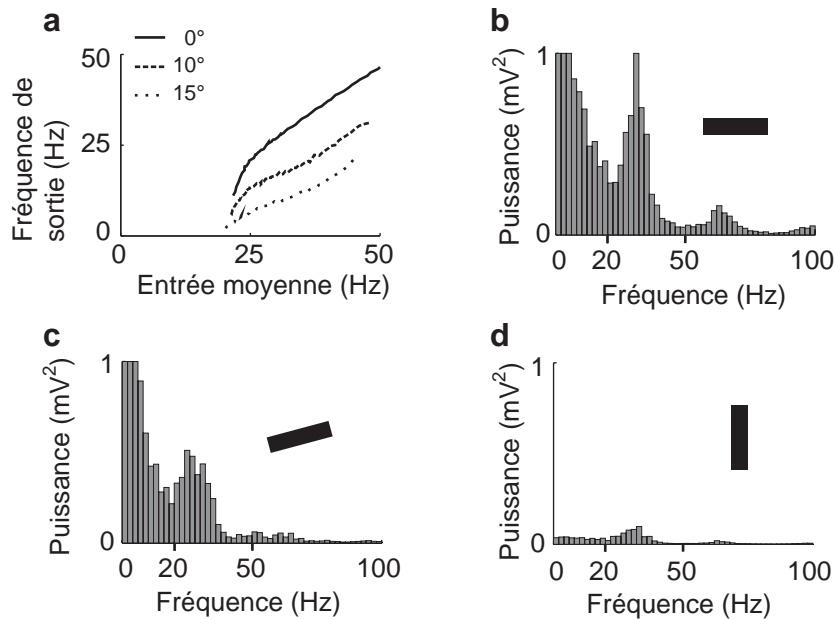 a
0°
10°
15°
50
25
0
Fréquence de
sortie (Hz)
0
25
50
Entrée moyenne (Hz)
b
1
0
Puissance (mV²)
0
20
50
100
Fréquence (Hz)
c
1
0
Puissance (mV²)
0
20
50
100
Fréquence (Hz)
d
1
0
Puissance (mV²)
0
20
50
100
Fréquence (Hz)